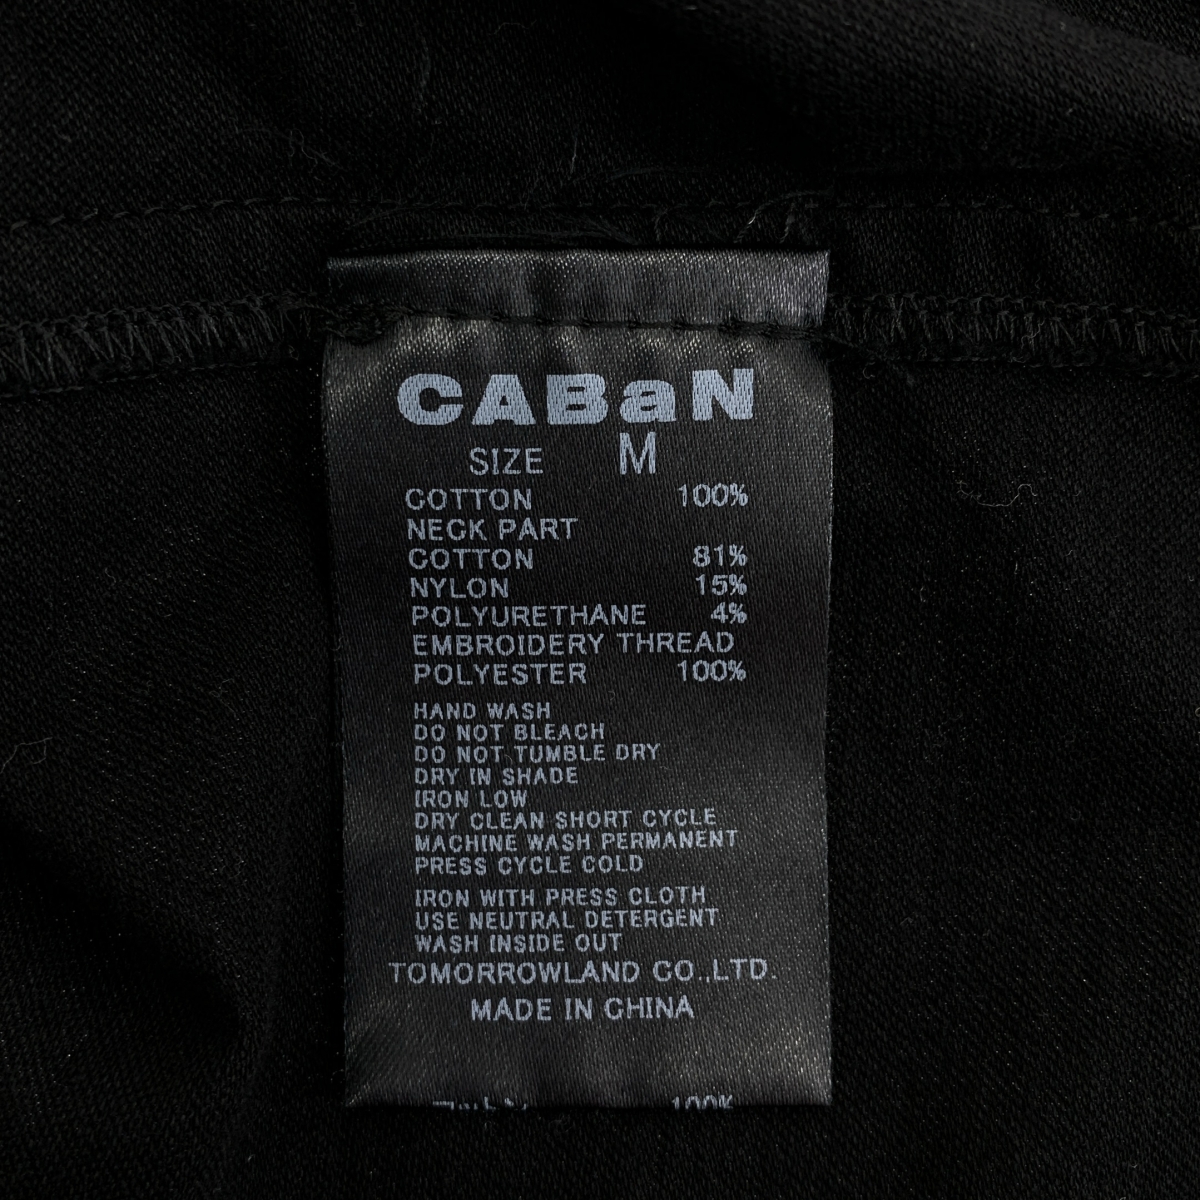 CABaN
SIZE M
COTTON 100%
NECK PART
COTTON 81%
NYLON 15%
POLYURETHANE 4%
EMBROIDERY THREAD
POLYESTER 100%
HAND WASH
DO NOT BLEACH
DO NOT TUMBLE DRY
DRY IN SHADE
IRON LOW
DRY CLEAN SHORT CYCLE
MACHINE WASH PERMANENT
PRESS CYCLE COLD
IRON WITH PRESS CLOTH
USE NEUTRAL DETERGENT
WASH INSIDE OUT
TOMORROWLAND CO.,LTD.
MADE IN CHINA
100%